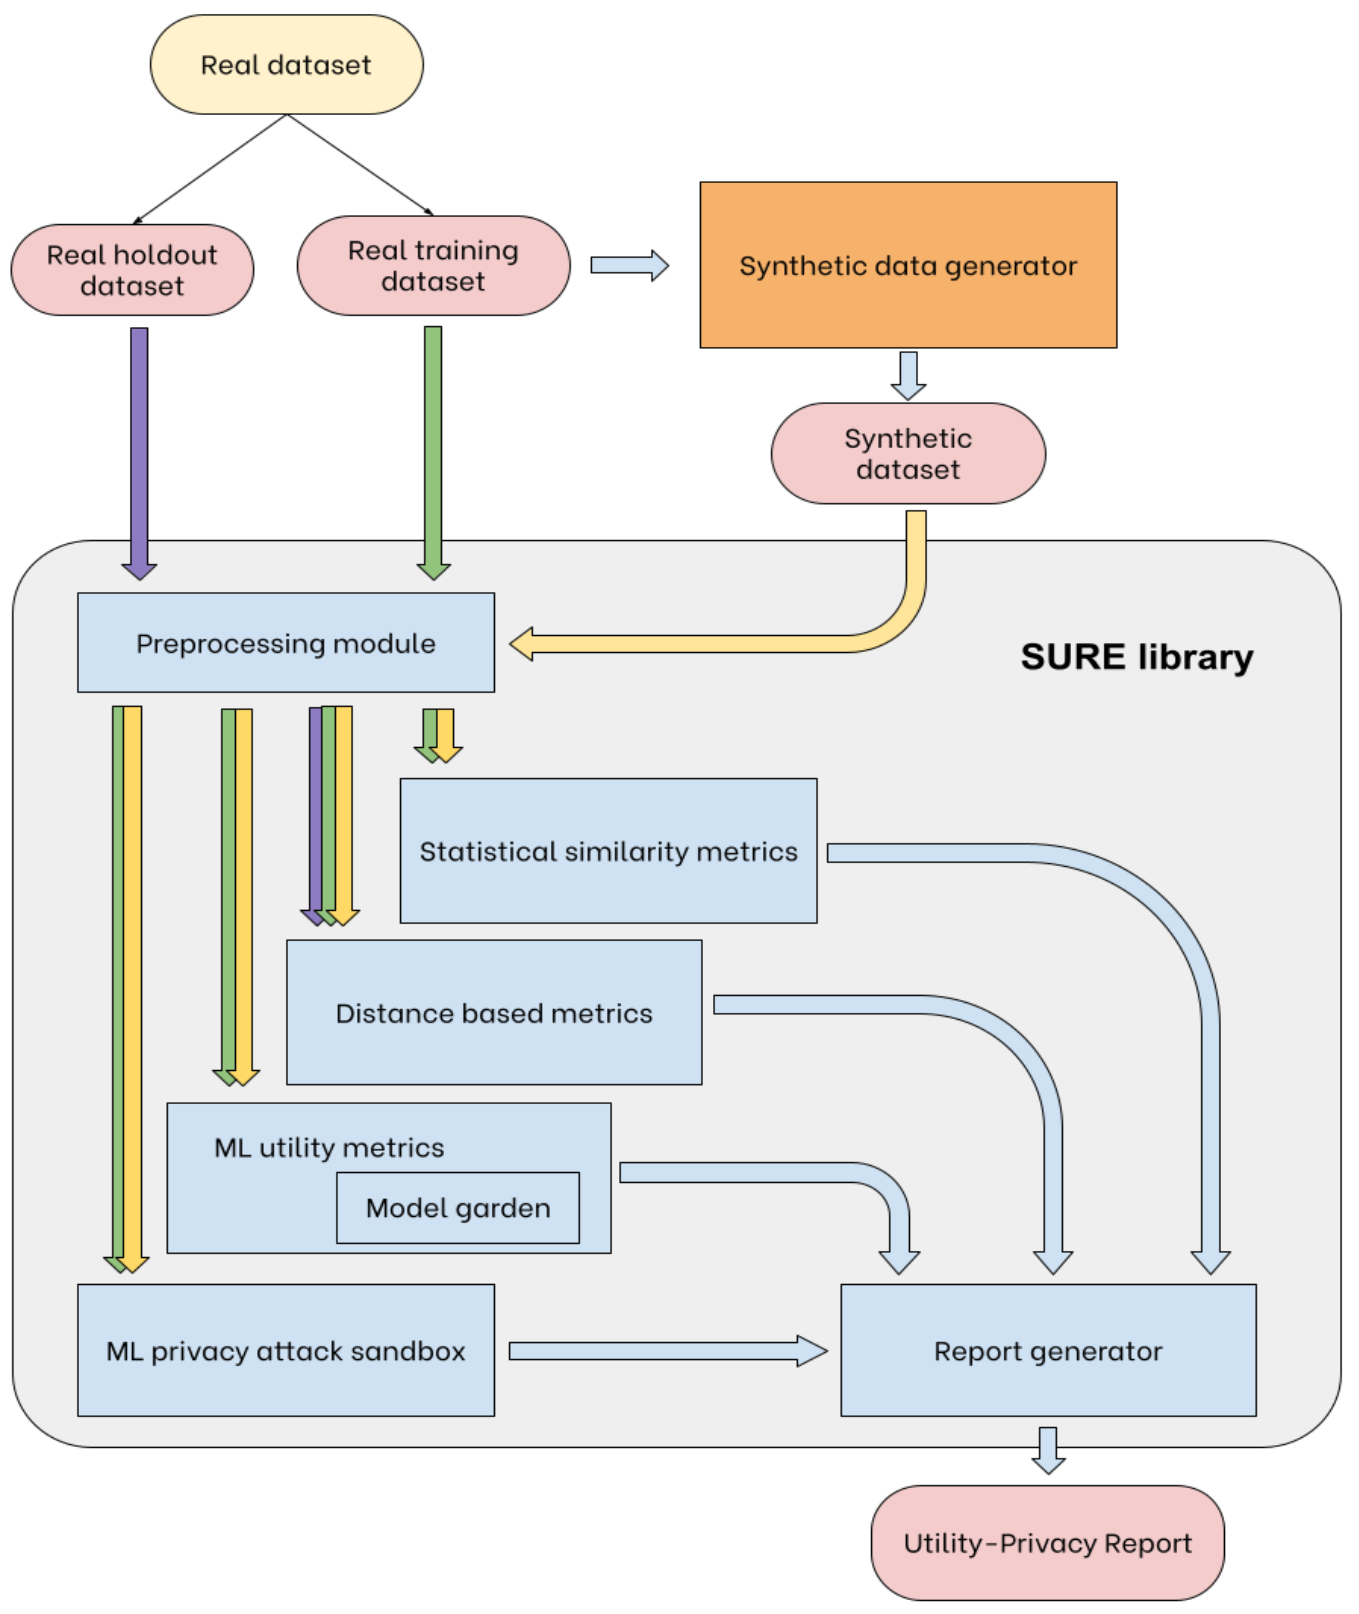 Real dataset
Real holdout
dataset
Real training
dataset
Synthetic data generator
Synthetic
dataset
Preprocessing module
SURE library
Statistical similarity metrics
Distance based metrics
ML utility metrics
Model garden
ML privacy attack sandbox
Report generator
Utility-Privacy Report